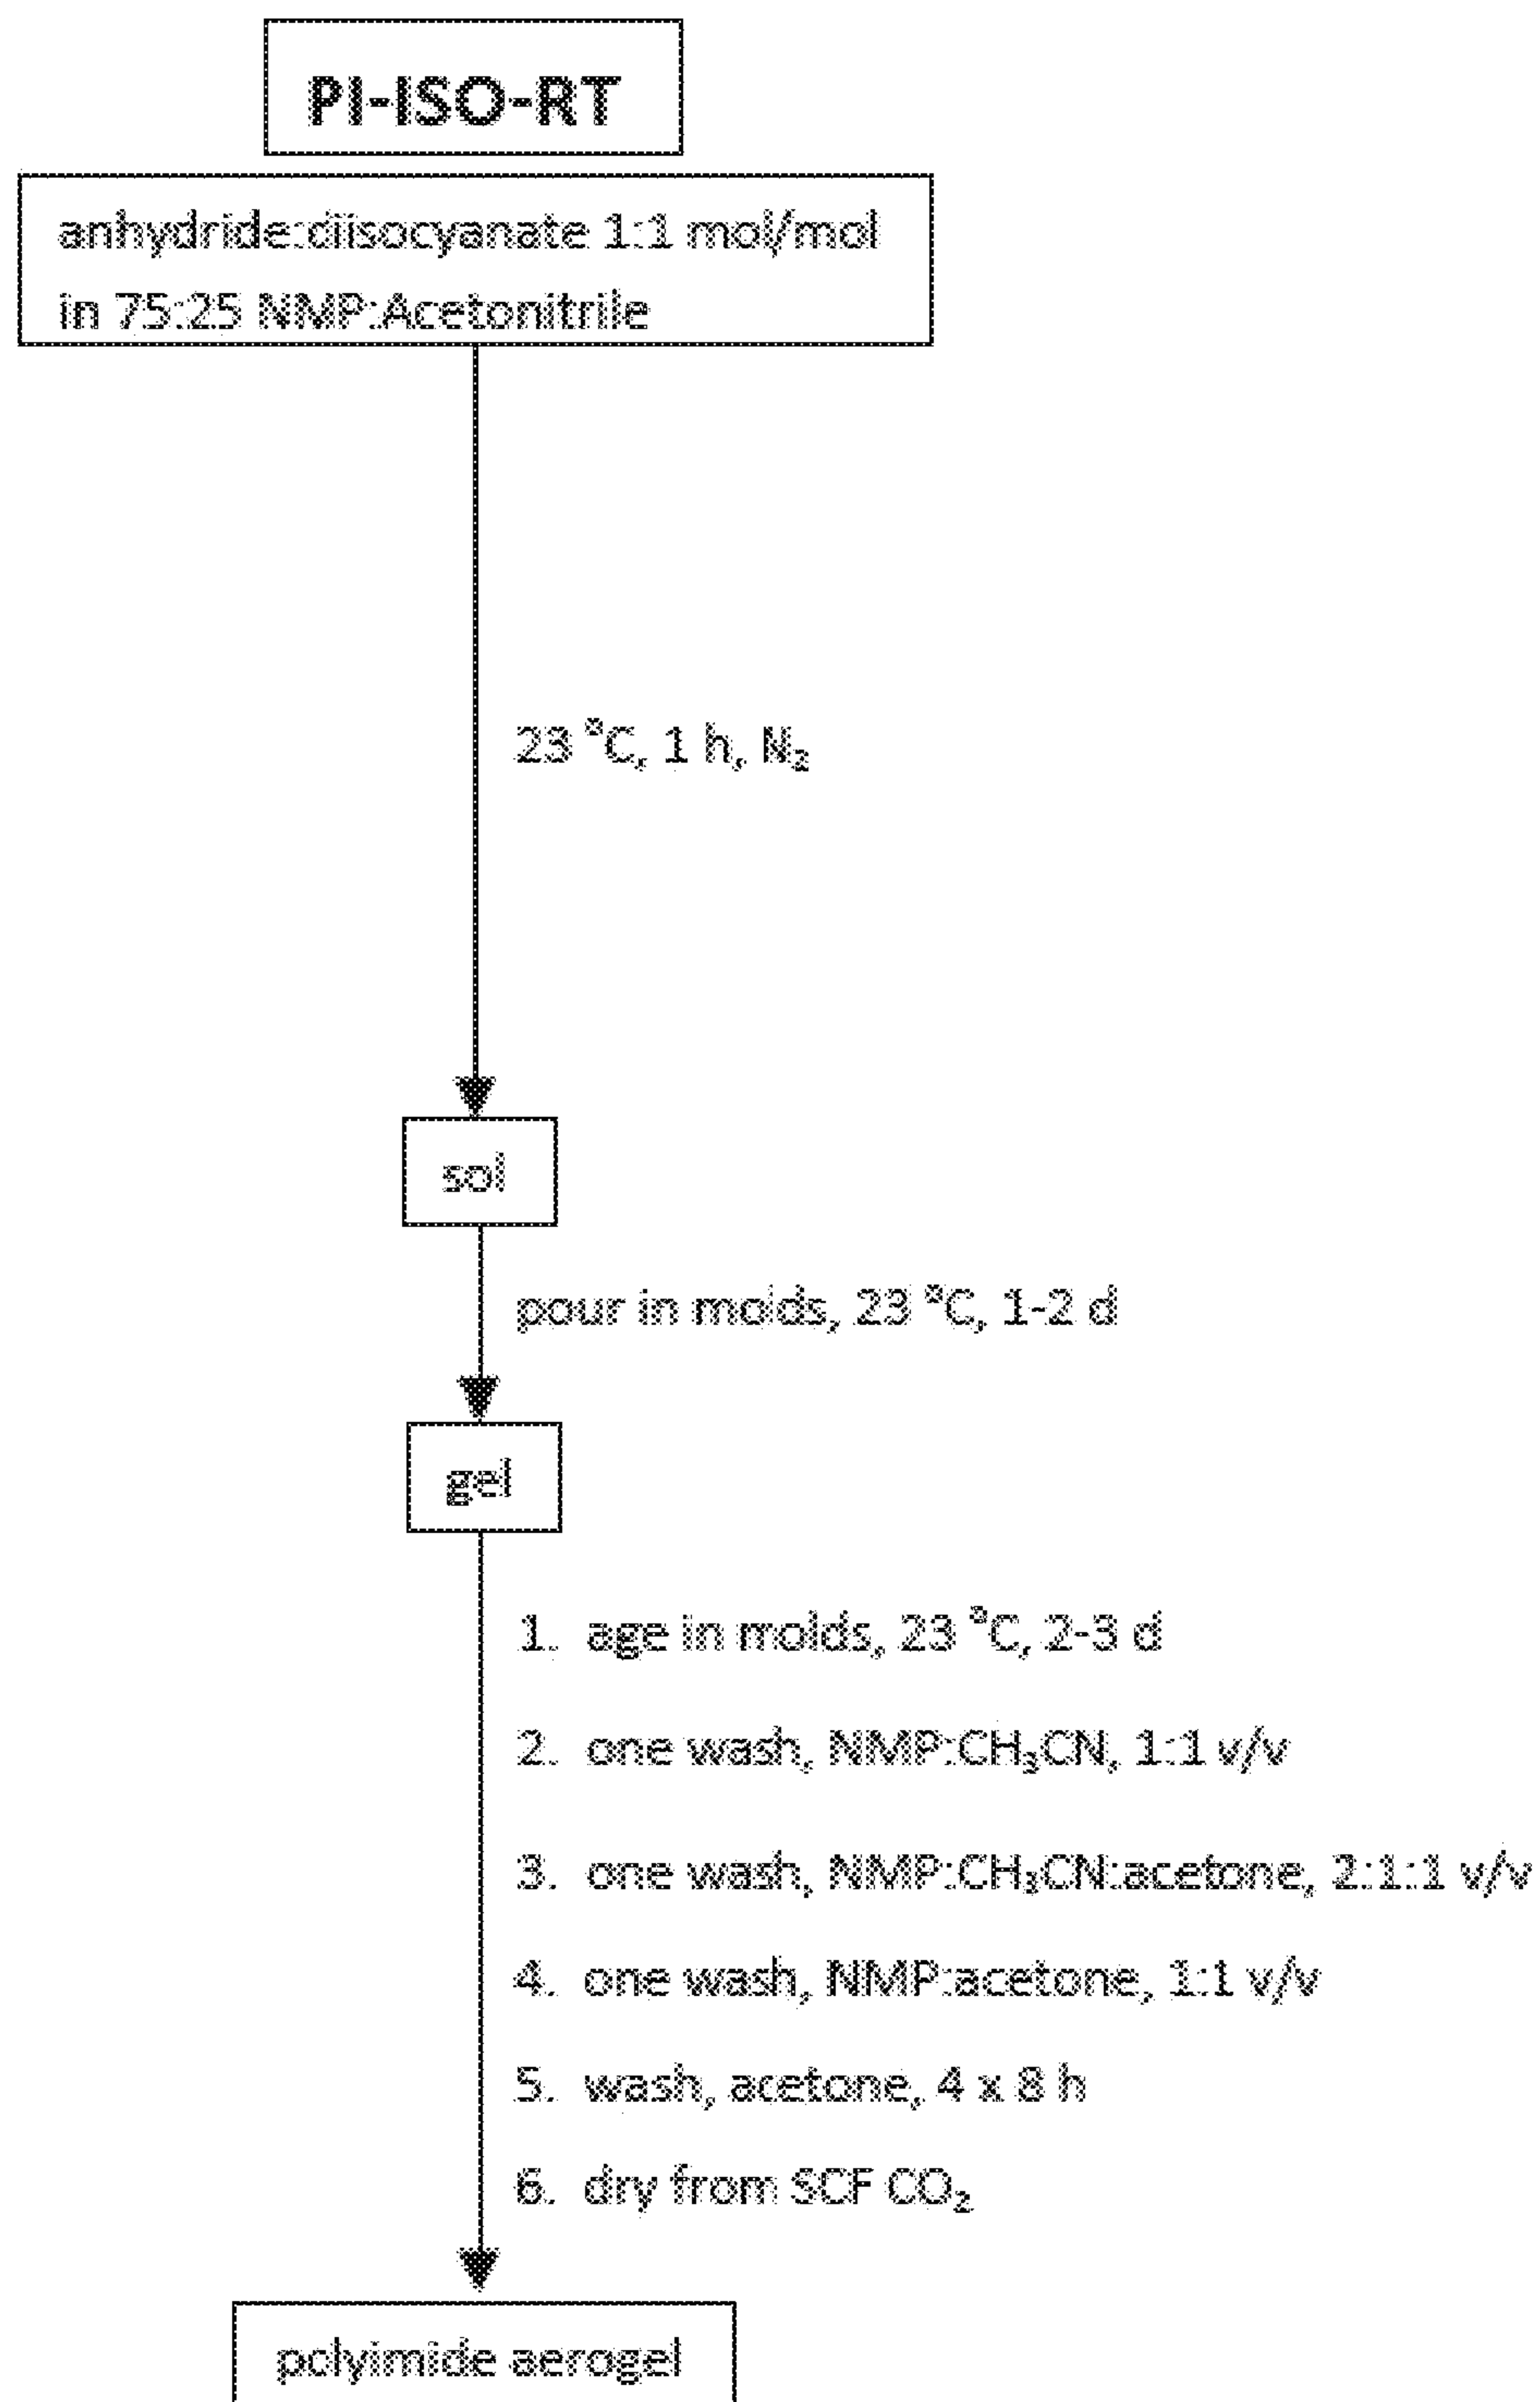 PI-ISO-RT
anhydride:diisocyanate 1:1 mol/mol
in 75:25 NMP:Acetonitrile
23 °C, 1 h, N₂
sol
pour in molds, 23 °C, 1-2 d
gel
1. age in molds, 23 °C, 2-3 d
2. one wash, NMP:CH₃CN, 1:1 v/v
3. one wash, NMP:CH₃CN:acetone, 2:1:1 v/v
4. one wash, NMP:acetone, 1:1 v/v
5. wash, acetone, 4 x 8 h
6. dry from SCF CO₂
polyimide aerogel